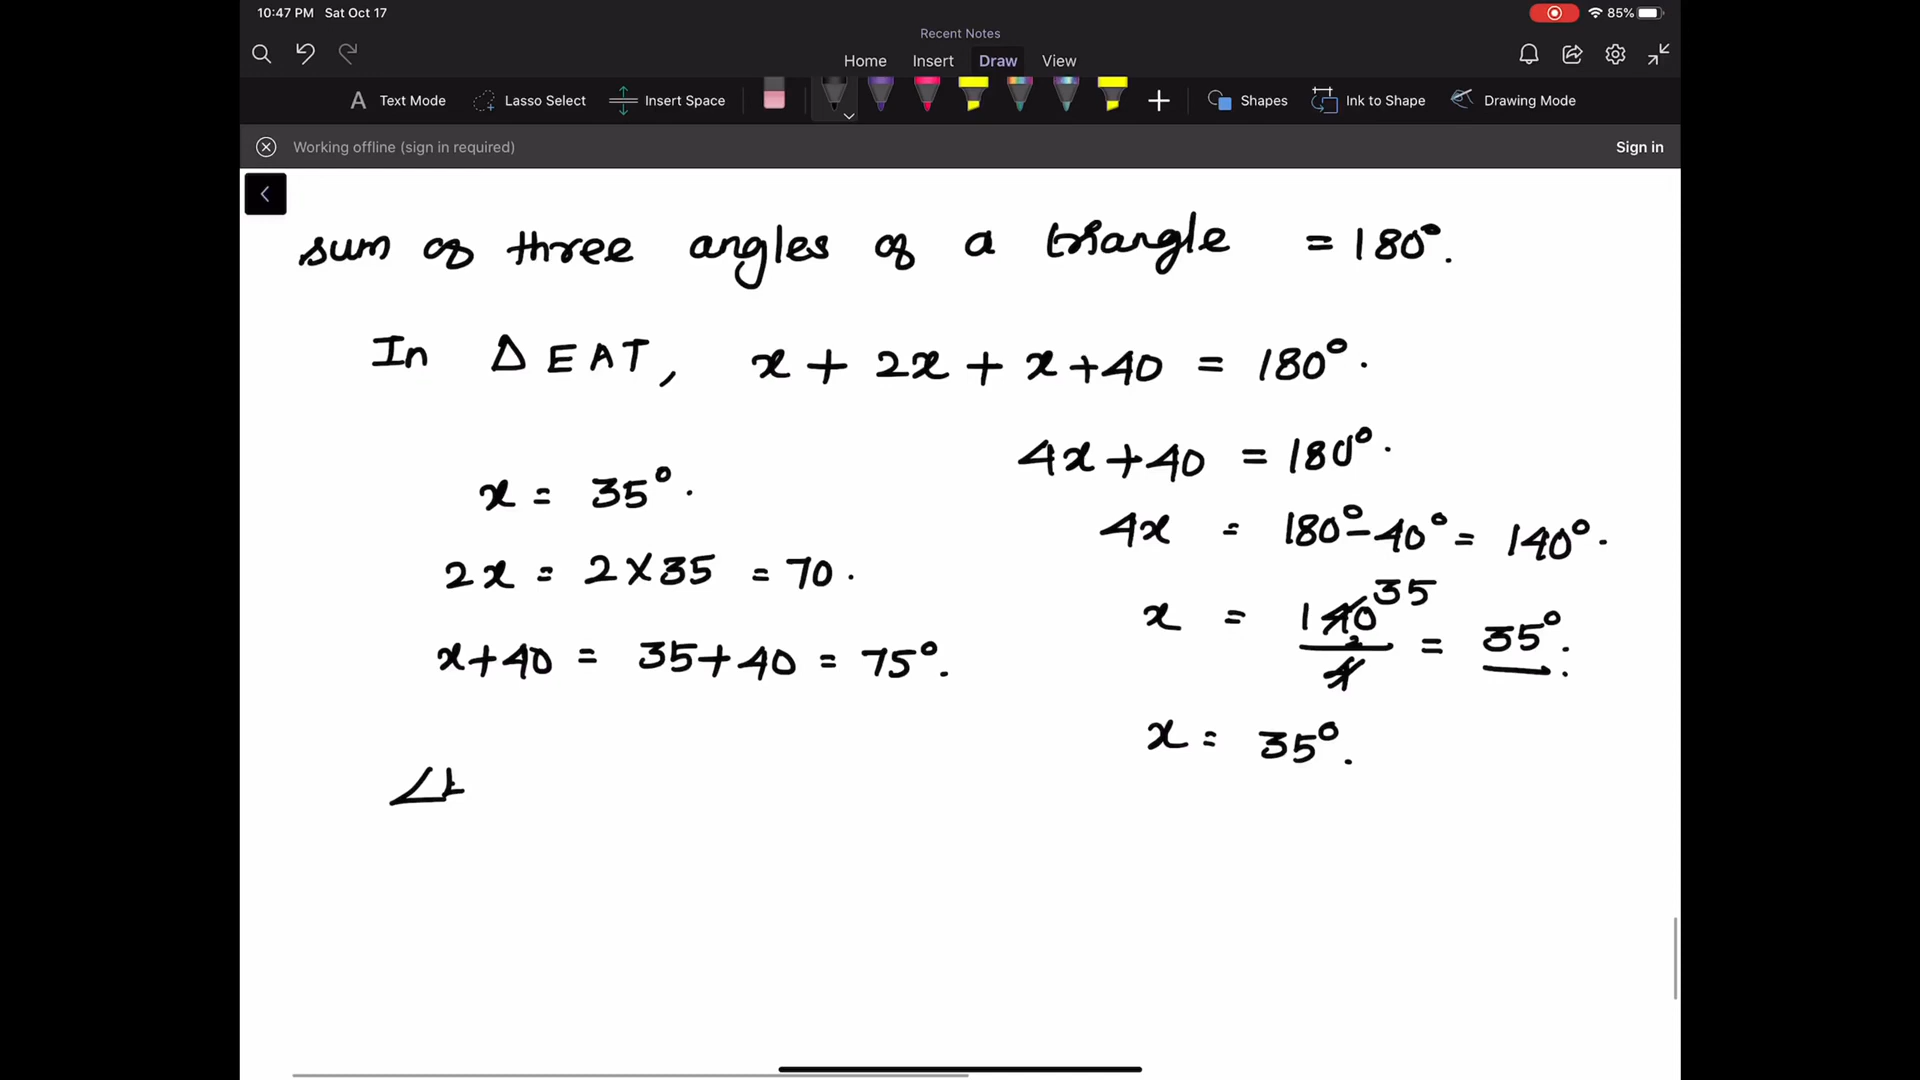 10:47 PM Sat Oct 17
85%
Recent Notes
Home Insert Draw View
Text Mode Lasso Select Insert Space Shapes Ink to Shape Drawing Mode
Working offline (sign in required) Sign in
sum of three angles of a triangle = 180°.
In ΔEAT, x + 2x + x+40 = 180°.
4x+40 = 180°.
x = 35°.
4x = 180°-40° = 140°.
2x = 2×35 = 70.
x = 140/4 35 = 35°.
x+40 = 35+40 = 75°.
x = 35°.